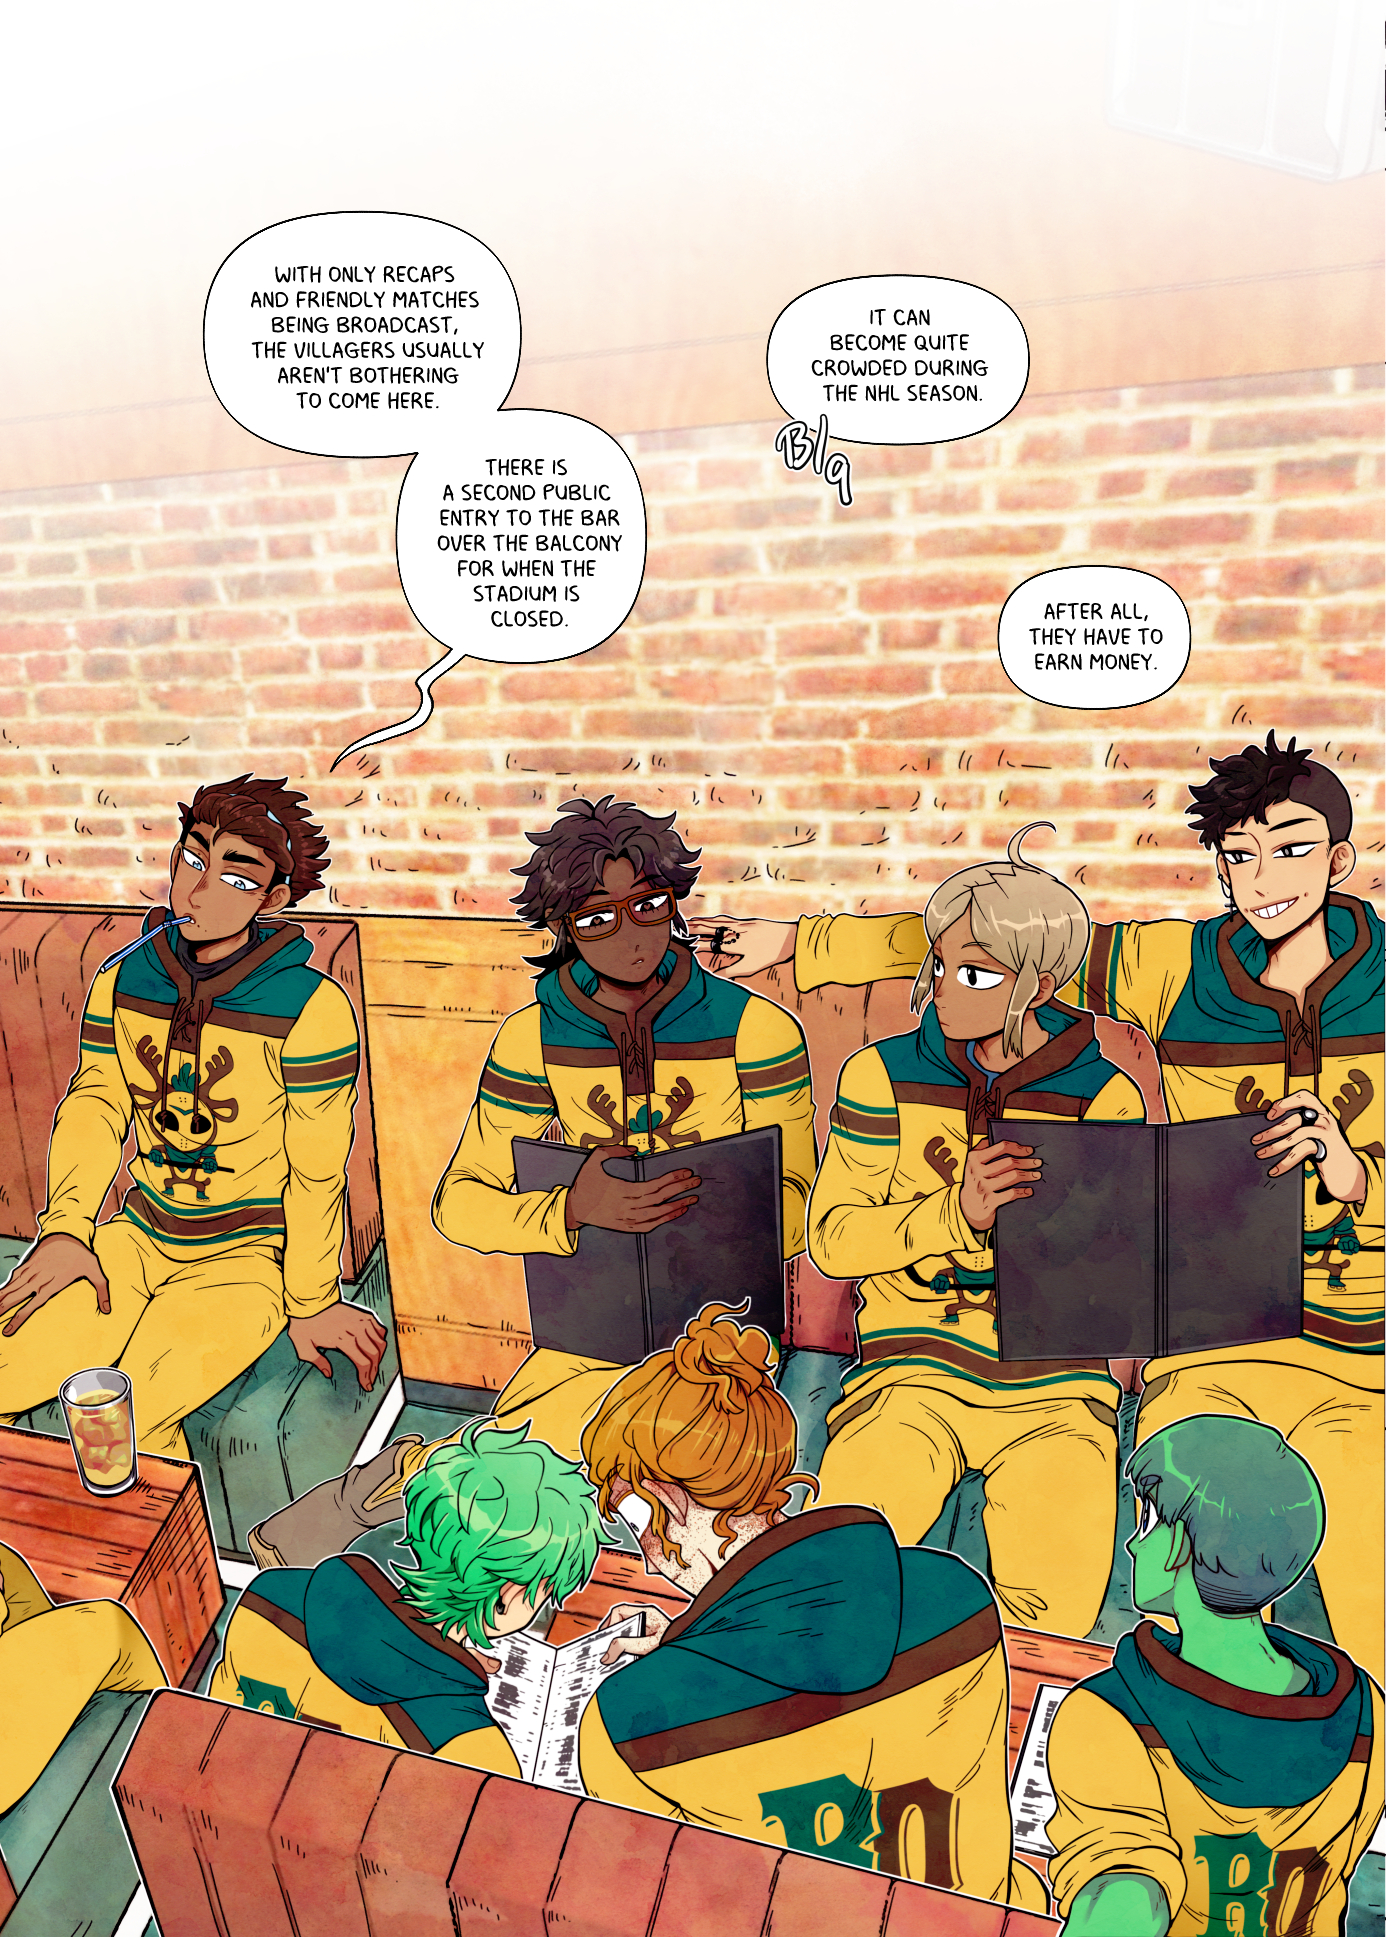 WITH ONLY RECAPS
AND FRIENDLY MATCHES
BEING BROADCAST,
THE VILLAGERS USUALLY
AREN'T BOTHERING
TO COME HERE.
THERE IS
A SECOND PUBLIC
ENTRY TO THE BAR
OVER THE BALCONY
FOR WHEN THE
STADIUM IS
CLOSED.
IT CAN
BECOME QUITE
CROWDED DURING
THE NHL SEASON.
AFTER ALL,
THEY HAVE TO
EARN MONEY.
RO
RO